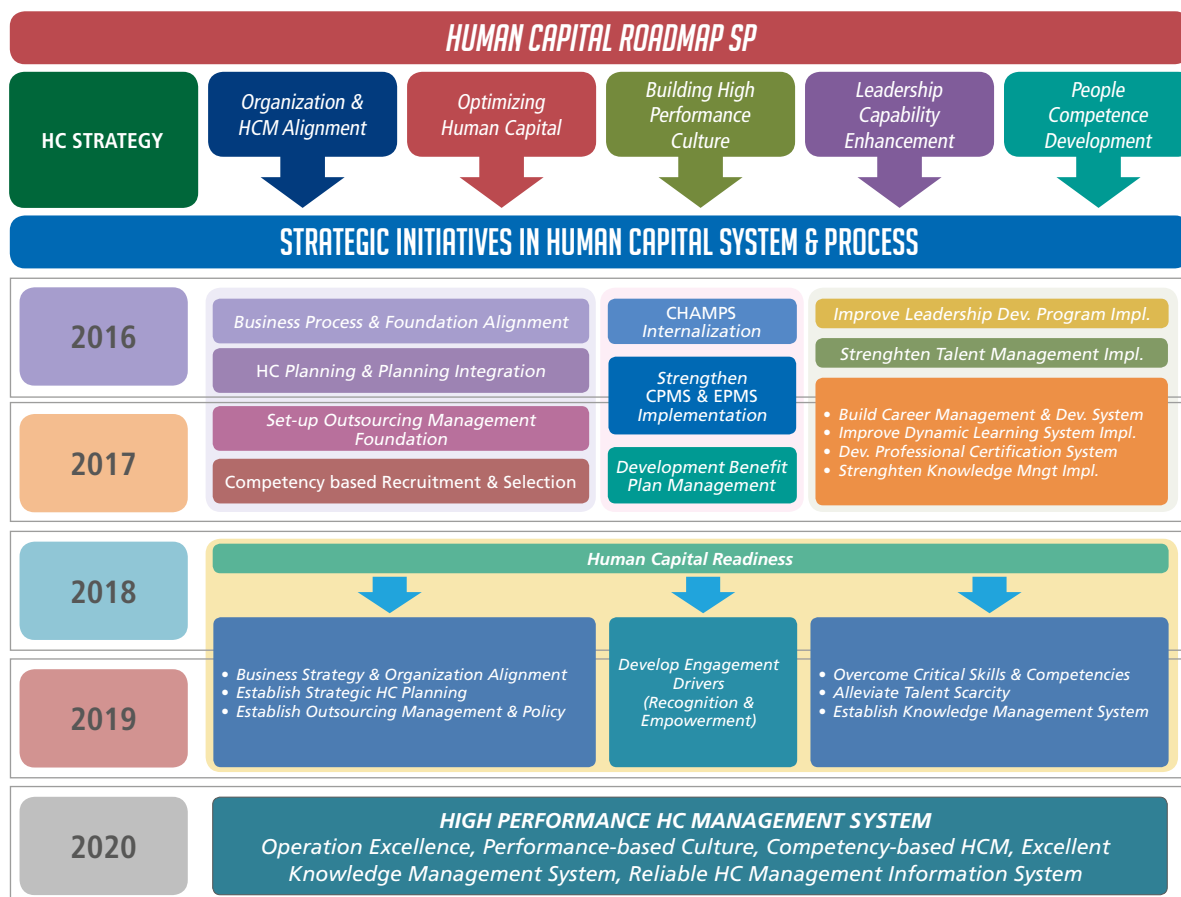 HUMAN CAPITAL ROADMAP SP
HC STRATEGY
Organization &
HCM Alignment
Optimizing
Human Capital
Building High
Performance
Culture
Leadership
Capability
Enhancement
People
Competence
Development
STRATEGIC INITIATIVES IN HUMAN CAPITAL SYSTEM & PROCESS
2016
Business Process & Foundation Alignment
HC Planning & Planning Integration
CHAMPS
Internalization
Strengthen
CPMS & EPMS
Implementation
Improve Leadership Dev. Program Impl.
Strenghten Talent Management Impl.
2017
Set-up Outsourcing Management
Foundation
Competency based Recruitment & Selection
Development Benefit
Plan Management
• Build Career Management & Dev. System
• Improve Dynamic Learning System Impl.
• Dev. Professional Certification System
• Strenghten Knowledge Mngt Impl.
2018
Human Capital Readiness
2019
• Business Strategy & Organization Alignment
• Establish Strategic HC Planning
• Establish Outsourcing Management & Policy
Develop Engagement
Drivers
(Recognition &
Empowerment)
• Overcome Critical Skills & Competencies
• Alleviate Talent Scarcity
• Establish Knowledge Management System
2020
HIGH PERFORMANCE HC MANAGEMENT SYSTEM
Operation Excellence, Performance-based Culture, Competency-based HCM, Excellent
Knowledge Management System, Reliable HC Management Information System